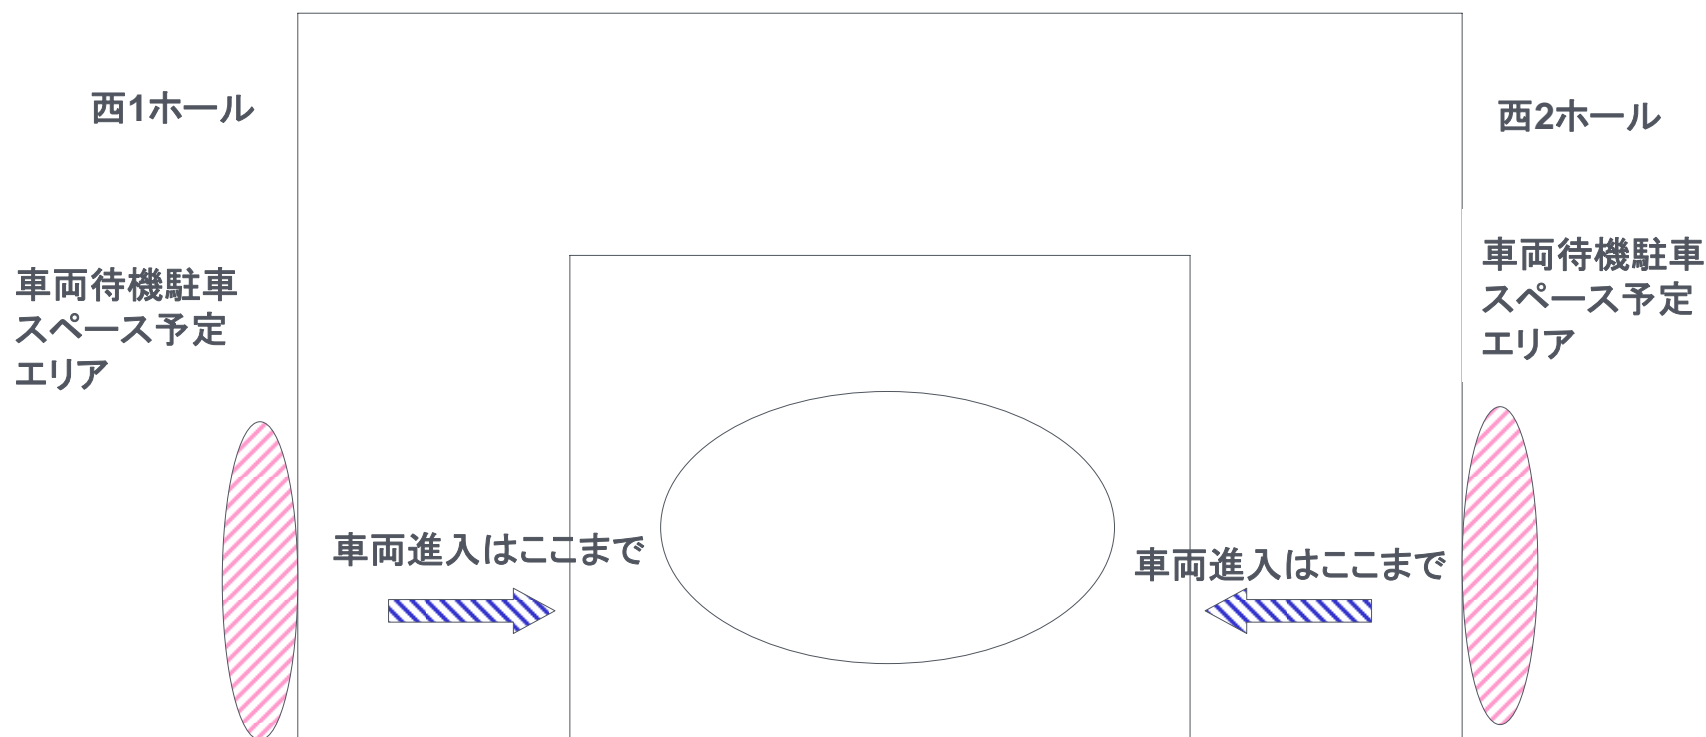 西1ホール
西2ホール
車両待機駐車
スペース予定
エリア
車両待機駐車
スペース予定
エリア
車両進入はここまで
車両進入はここまで